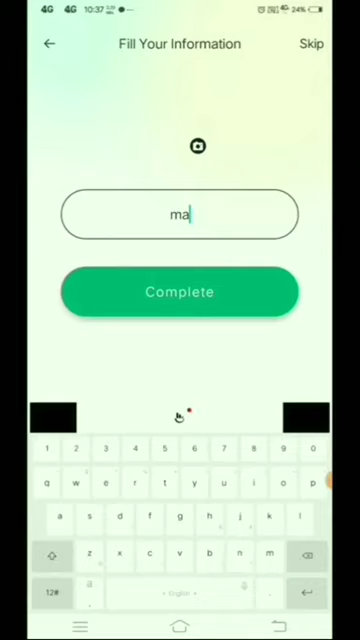 4G 4G 10:37 24%
Fill Your Information Skip
ma
Complete
1 2 3 4 5 6 7 8 9 0
q w e r t y u i o p
a s d f g h j k l
z x c v b n m
12# English